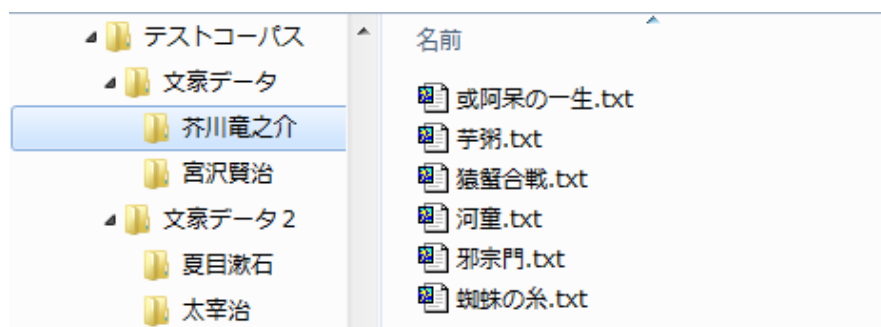 テストコーパス
文豪データ
芥川竜之介
宮沢賢治
文豪データ2
夏目漱石
太宰治
名前
或阿呆の一生.txt
芋粥.txt
猿蟹合戦.txt
河童.txt
邪宗門.txt
蜘蛛の糸.txt